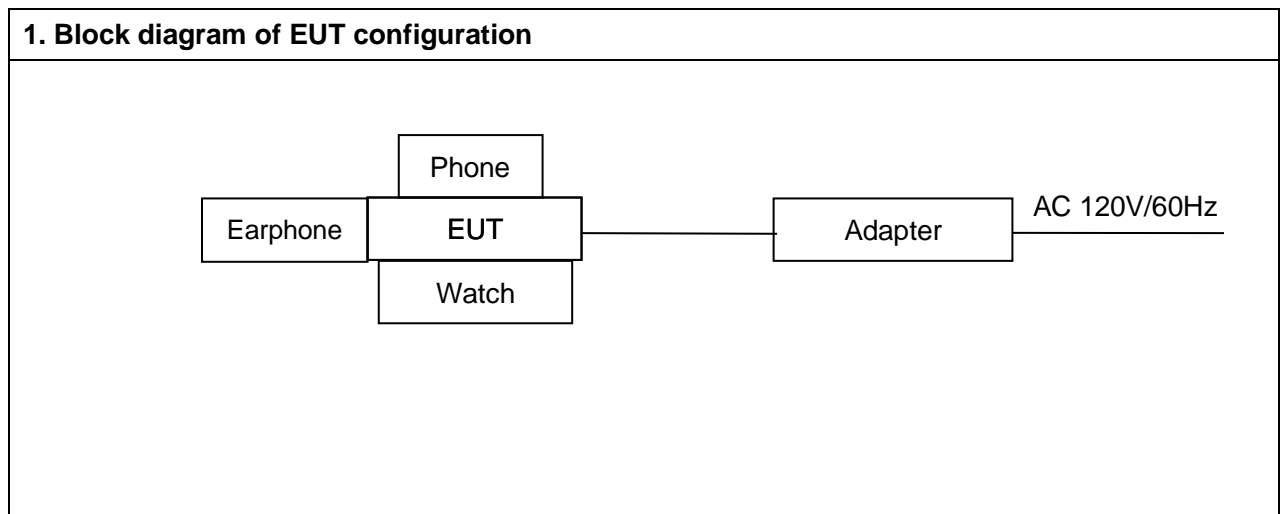 1. Block diagram of EUT configuration
Phone
Earphone
EUT
Adapter
AC 120V/60Hz
Watch